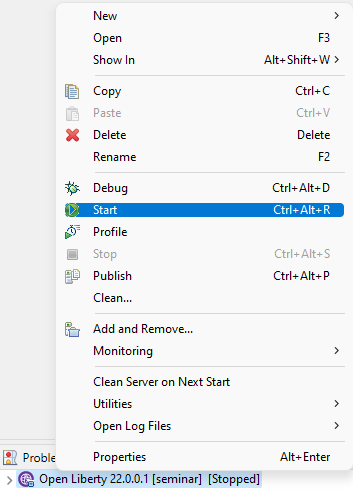 New
Open F3
Show In Alt+Shift+W
Copy Ctrl+C
Paste Ctrl+V
Delete Delete
Rename F2
Debug Ctrl+Alt+D
Start Ctrl+Alt+R
Profile
Stop Ctrl+Alt+S
Publish Ctrl+Alt+P
Clean...
Add and Remove...
Monitoring
Clean Server on Next Start
Utilities
Open Log Files
Properties Alt+Enter
Proble
Open Liberty 22.0.0.1 [seminar] [Stopped]